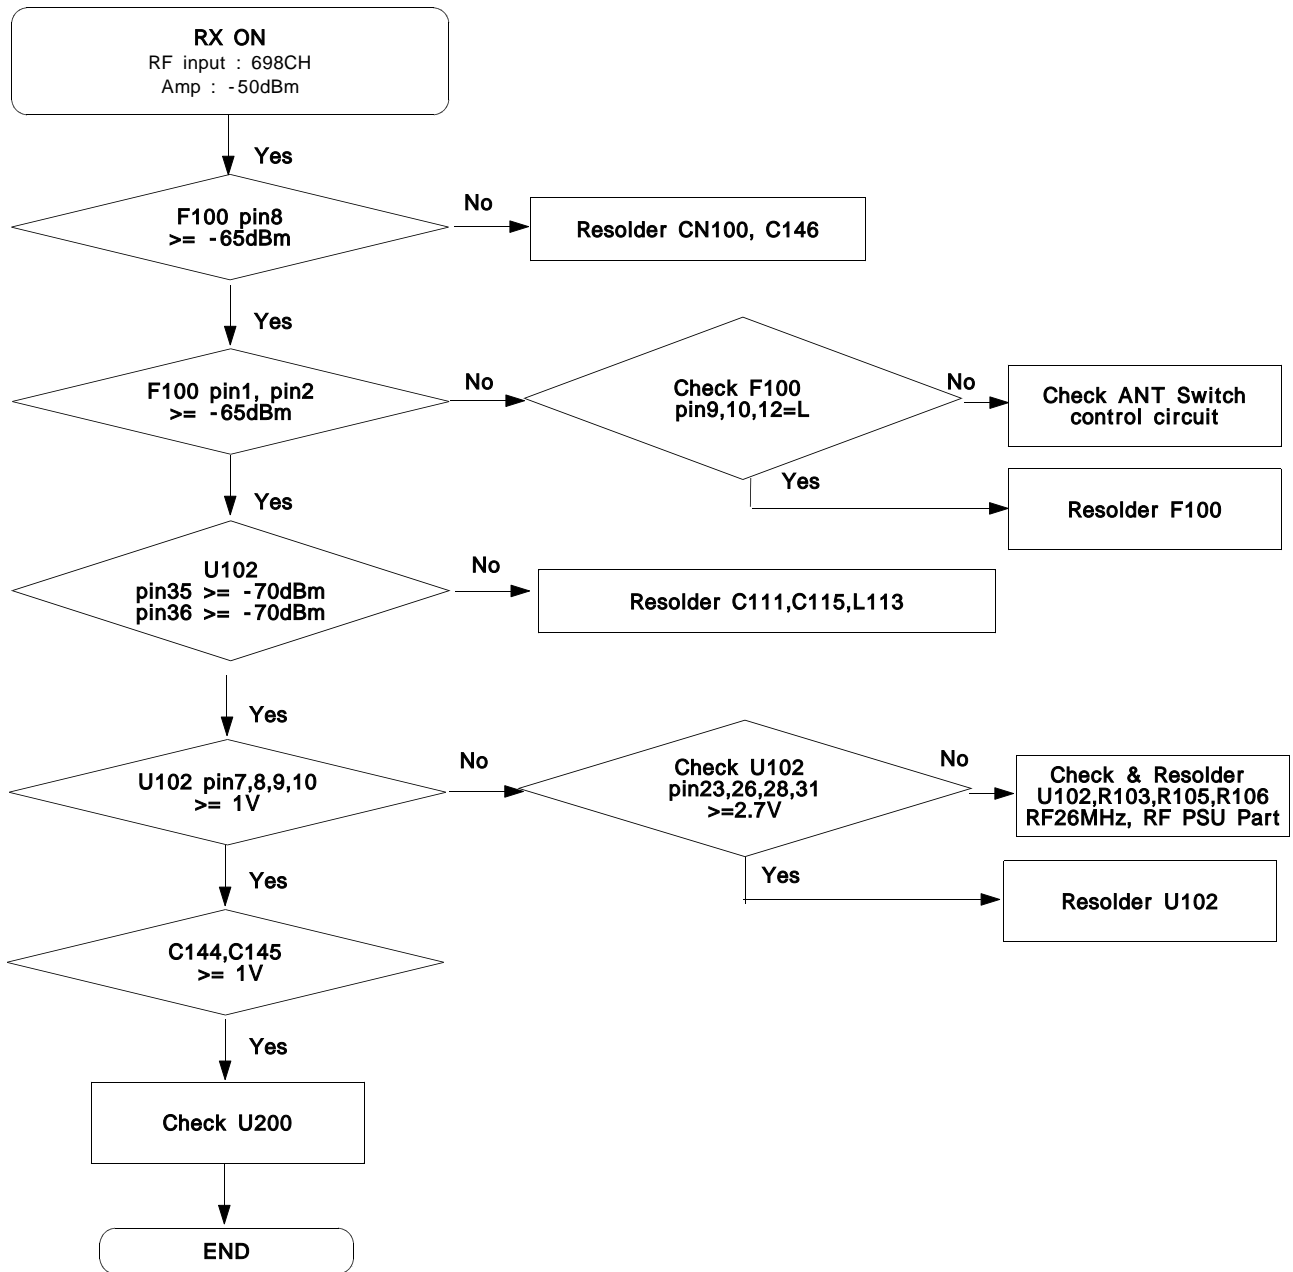 RX ON
RF input : 698CH
Amp : -50dBm
Yes
F100 pin8
>= -65dBm
No
Resolder CN100, C146
Yes
F100 pin1, pin2
>= -65dBm
No
Check F100
pin9,10,12=L
No
Check ANT Switch
control circuit
Yes
Resolder F100
Yes
U102
pin35 >= -70dBm
pin36 >= -70dBm
No
Resolder C111,C115,L113
Yes
U102 pin7,8,9,10
>= 1V
No
Check U102
pin23,26,28,31
>=2.7V
No
Check & Resolder
U102,R103,R105,R106
RF26MHz, RF PSU Part
Yes
Resolder U102
Yes
C144,C145
>= 1V
Yes
Check U200
END